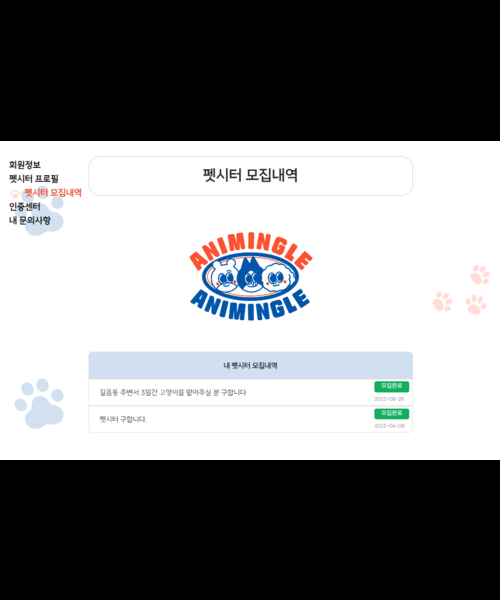 회원정보
펫시터 프로필
펫시터 모집내역
인증센터
내 문의사항
펫시터 모집내역
ANIMINGLE
ANIMINGLE
내 펫시터 모집내역
길음동 주변서 3일간 고양이를 맡아주실 분 구합니다
모집완료
2022-08-28
펫시터 구합니다.
모집완료
2023-06-08